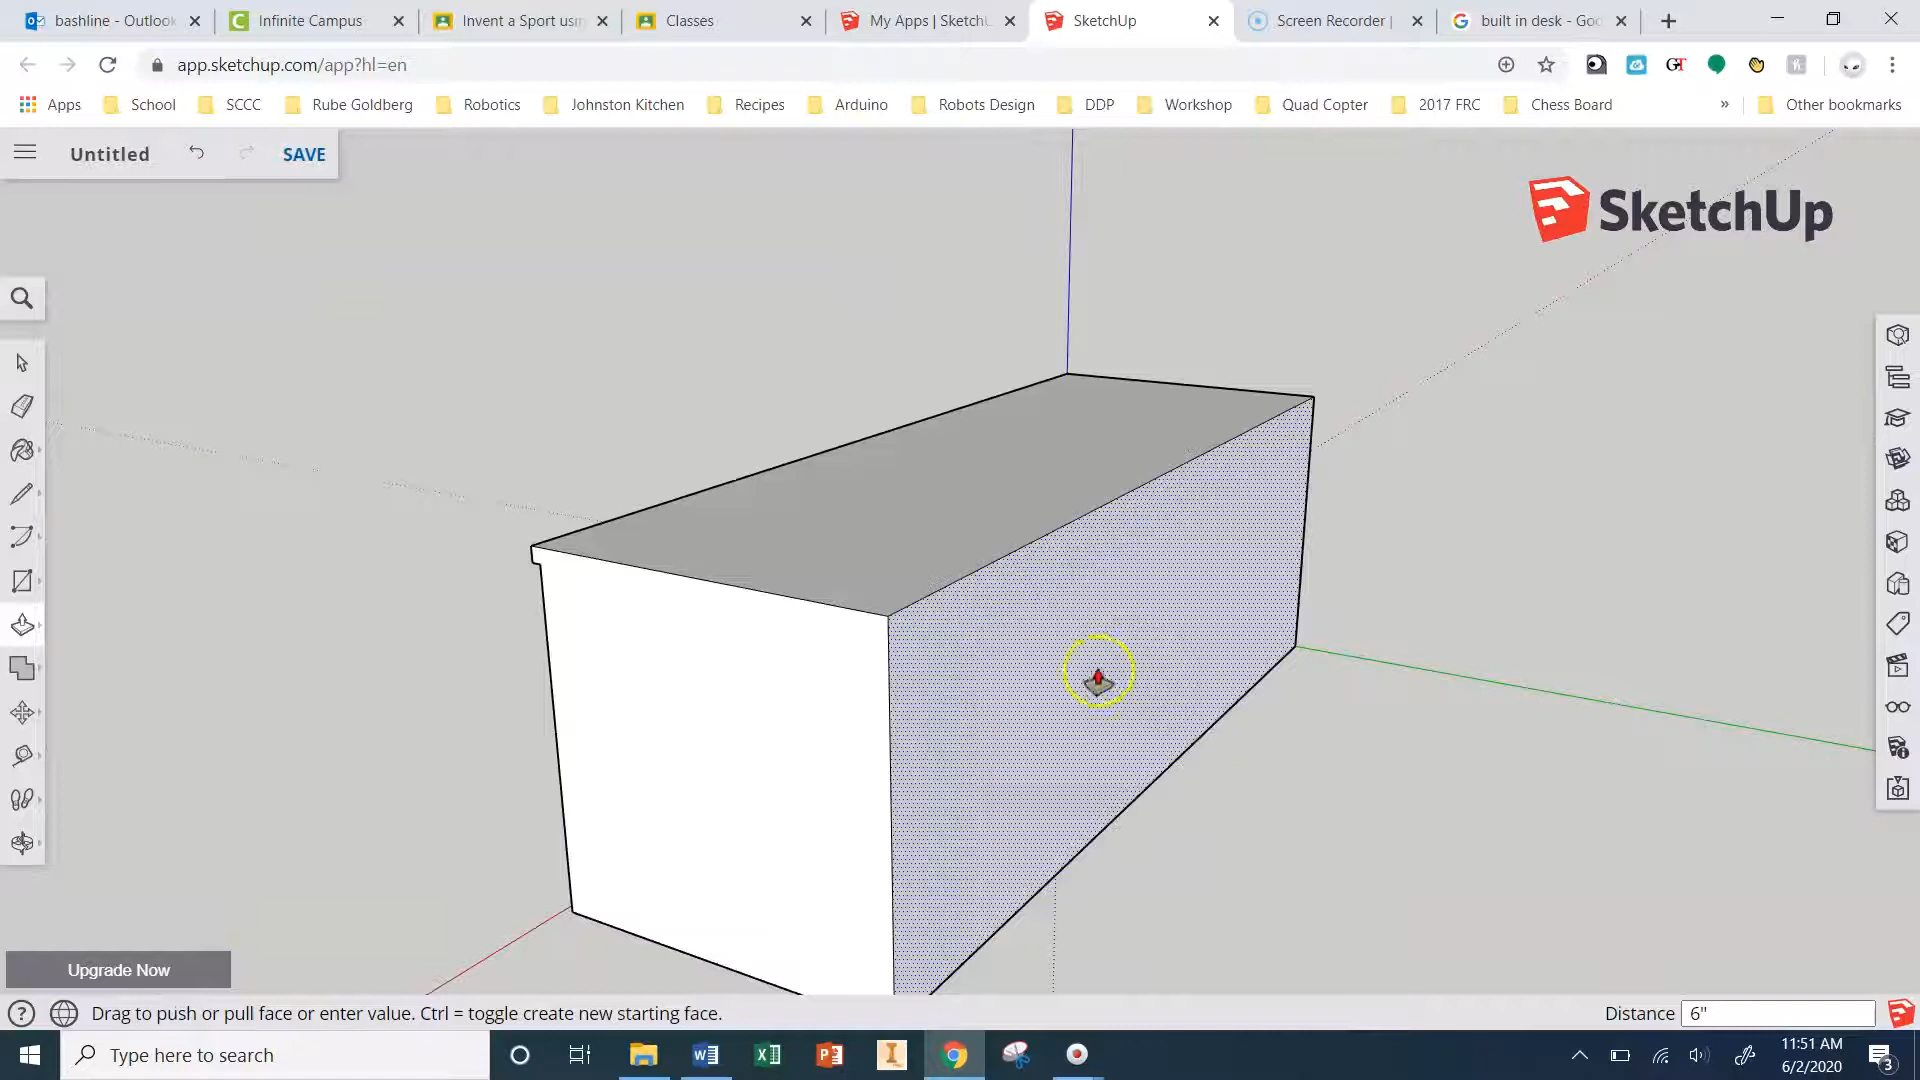 bashline - Outlook
Infinite Campus
Invent a Sport usin
Classes
My Apps | SketchU
SketchUp
Screen Recorder |
built in desk - Goo
app.sketchup.com/app?hl=en
Apps
School
SCCC
Rube Goldberg
Robotics
Johnston Kitchen
Recipes
Arduino
Robots Design
DDP
Workshop
Quad Copter
2017 FRC
Chess Board
»
Other bookmarks
Untitled
SAVE
SketchUp
Upgrade Now
Drag to push or pull face or enter value. Ctrl = toggle create new starting face.
Distance 6"
Type here to search
11:51 AM
6/2/2020
3